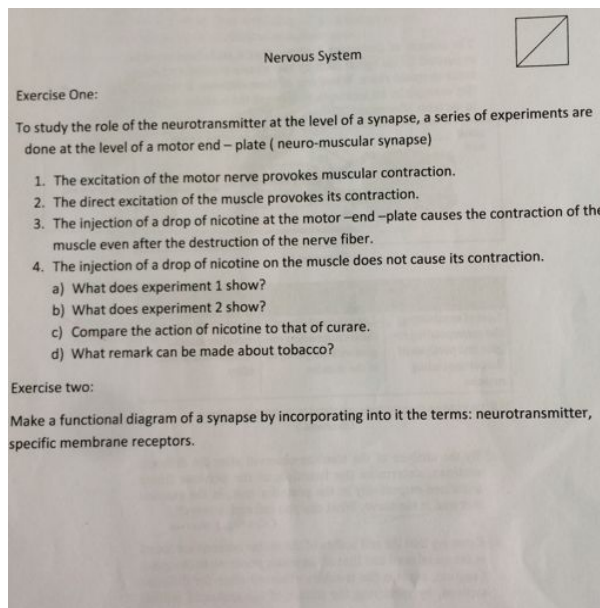 Nervous System
Exercise One:
To study the role of the neurotransmitter at the level of a synapse, a series of experiments are
done at the level of a motor end – plate ( neuro-muscular synapse)
1. The excitation of the motor nerve provokes muscular contraction.
2. The direct excitation of the muscle provokes its contraction.
3. The injection of a drop of nicotine at the motor –end –plate causes the contraction of the
muscle even after the destruction of the nerve fiber.
4. The injection of a drop of nicotine on the muscle does not cause its contraction.
a) What does experiment 1 show?
b) What does experiment 2 show?
c) Compare the action of nicotine to that of curare.
d) What remark can be made about tobacco?
Exercise two:
Make a functional diagram of a synapse by incorporating into it the terms: neurotransmitter,
specific membrane receptors.